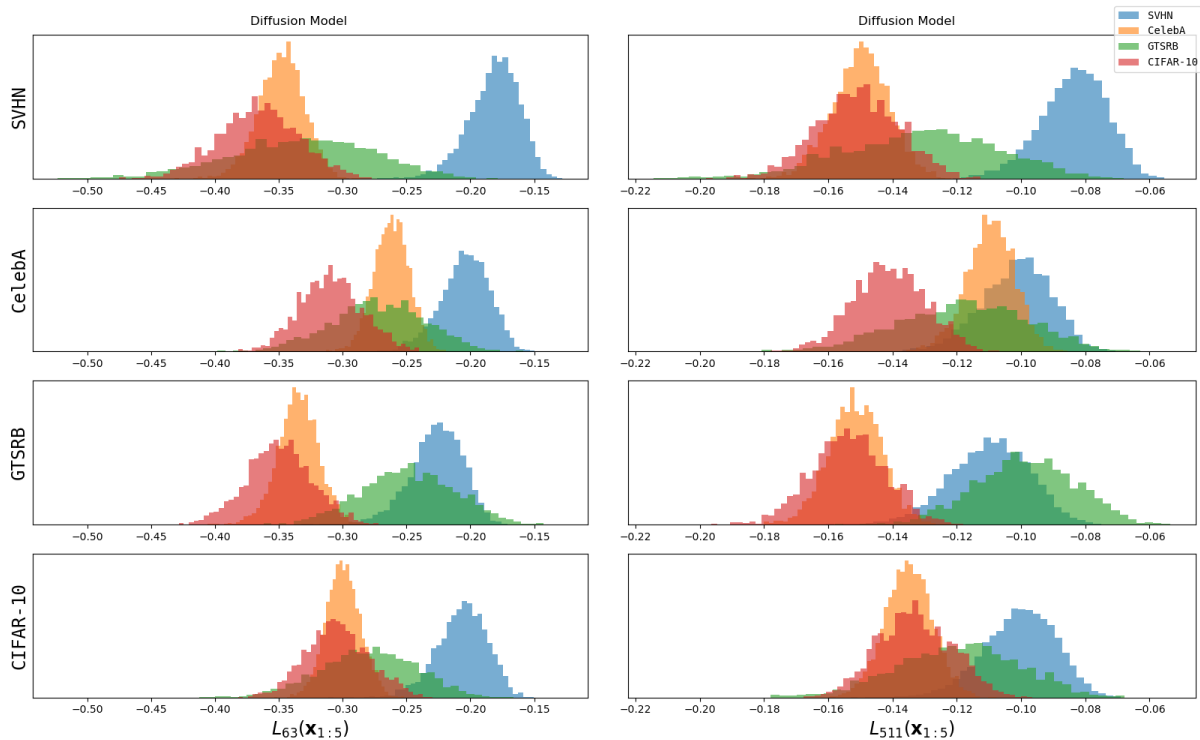 Diffusion Model
Diffusion Model
SVHN
CelebA
GTSRB
CIFAR-10
SVHN
−0.50 −0.45 −0.40 −0.35 −0.30 −0.25 −0.20 −0.15
−0.22 −0.20 −0.18 −0.16 −0.14 −0.12 −0.10 −0.08 −0.06
CelebA
−0.50 −0.45 −0.40 −0.35 −0.30 −0.25 −0.20 −0.15
−0.22 −0.20 −0.18 −0.16 −0.14 −0.12 −0.10 −0.08 −0.06
GTSRB
−0.50 −0.45 −0.40 −0.35 −0.30 −0.25 −0.20 −0.15
−0.22 −0.20 −0.18 −0.16 −0.14 −0.12 −0.10 −0.08 −0.06
CIFAR-10
−0.50 −0.45 −0.40 −0.35 −0.30 −0.25 −0.20 −0.15
−0.22 −0.20 −0.18 −0.16 −0.14 −0.12 −0.10 −0.08 −0.06
L63(x1:5)
L511(x1:5)